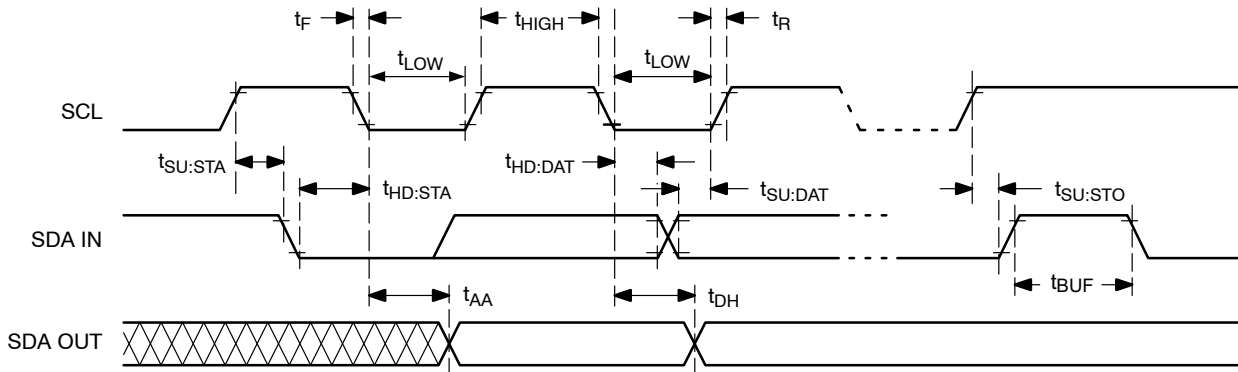 tF
tHIGH
tR
tLOW
tLOW
SCL
tSU:STA
tHD:STA
tHD:DAT
tSU:DAT
tSU:STO
SDA IN
tBUF
tAA
tDH
SDA OUT